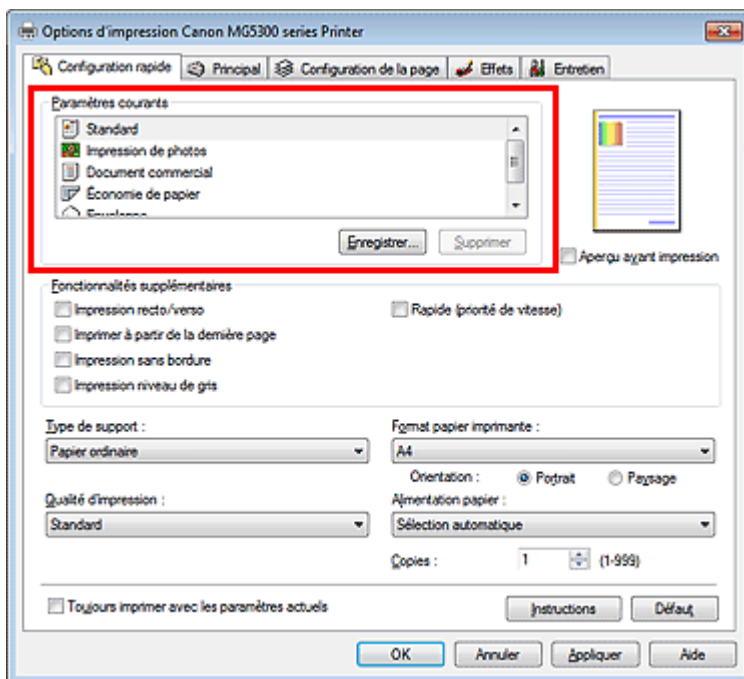 Options d'impression Canon MG5300 series Printer
Configuration rapide
Principal
Configuration de la page
Effets
Entretien
Paramètres courants
Standard
Impression de photos
Document commercial
Économie de papier
Enregistrer...
Supprimer
Aperçu avant impression
Fonctionnalités supplémentaires
Impression recto/verso
Rapide (priorité de vitesse)
Imprimer à partir de la dernière page
Impression sans bordure
Impression niveau de gris
Type de support :
Format papier imprimante :
Papier ordinaire
A4
Orientation :
Portrait
Paysage
Qualité d'impression :
Alimentation papier :
Standard
Sélection automatique
Copies :
1
(1-999)
Toujours imprimer avec les paramètres actuels
Instructions
Défaut
OK
Annuler
Appliquer
Aide